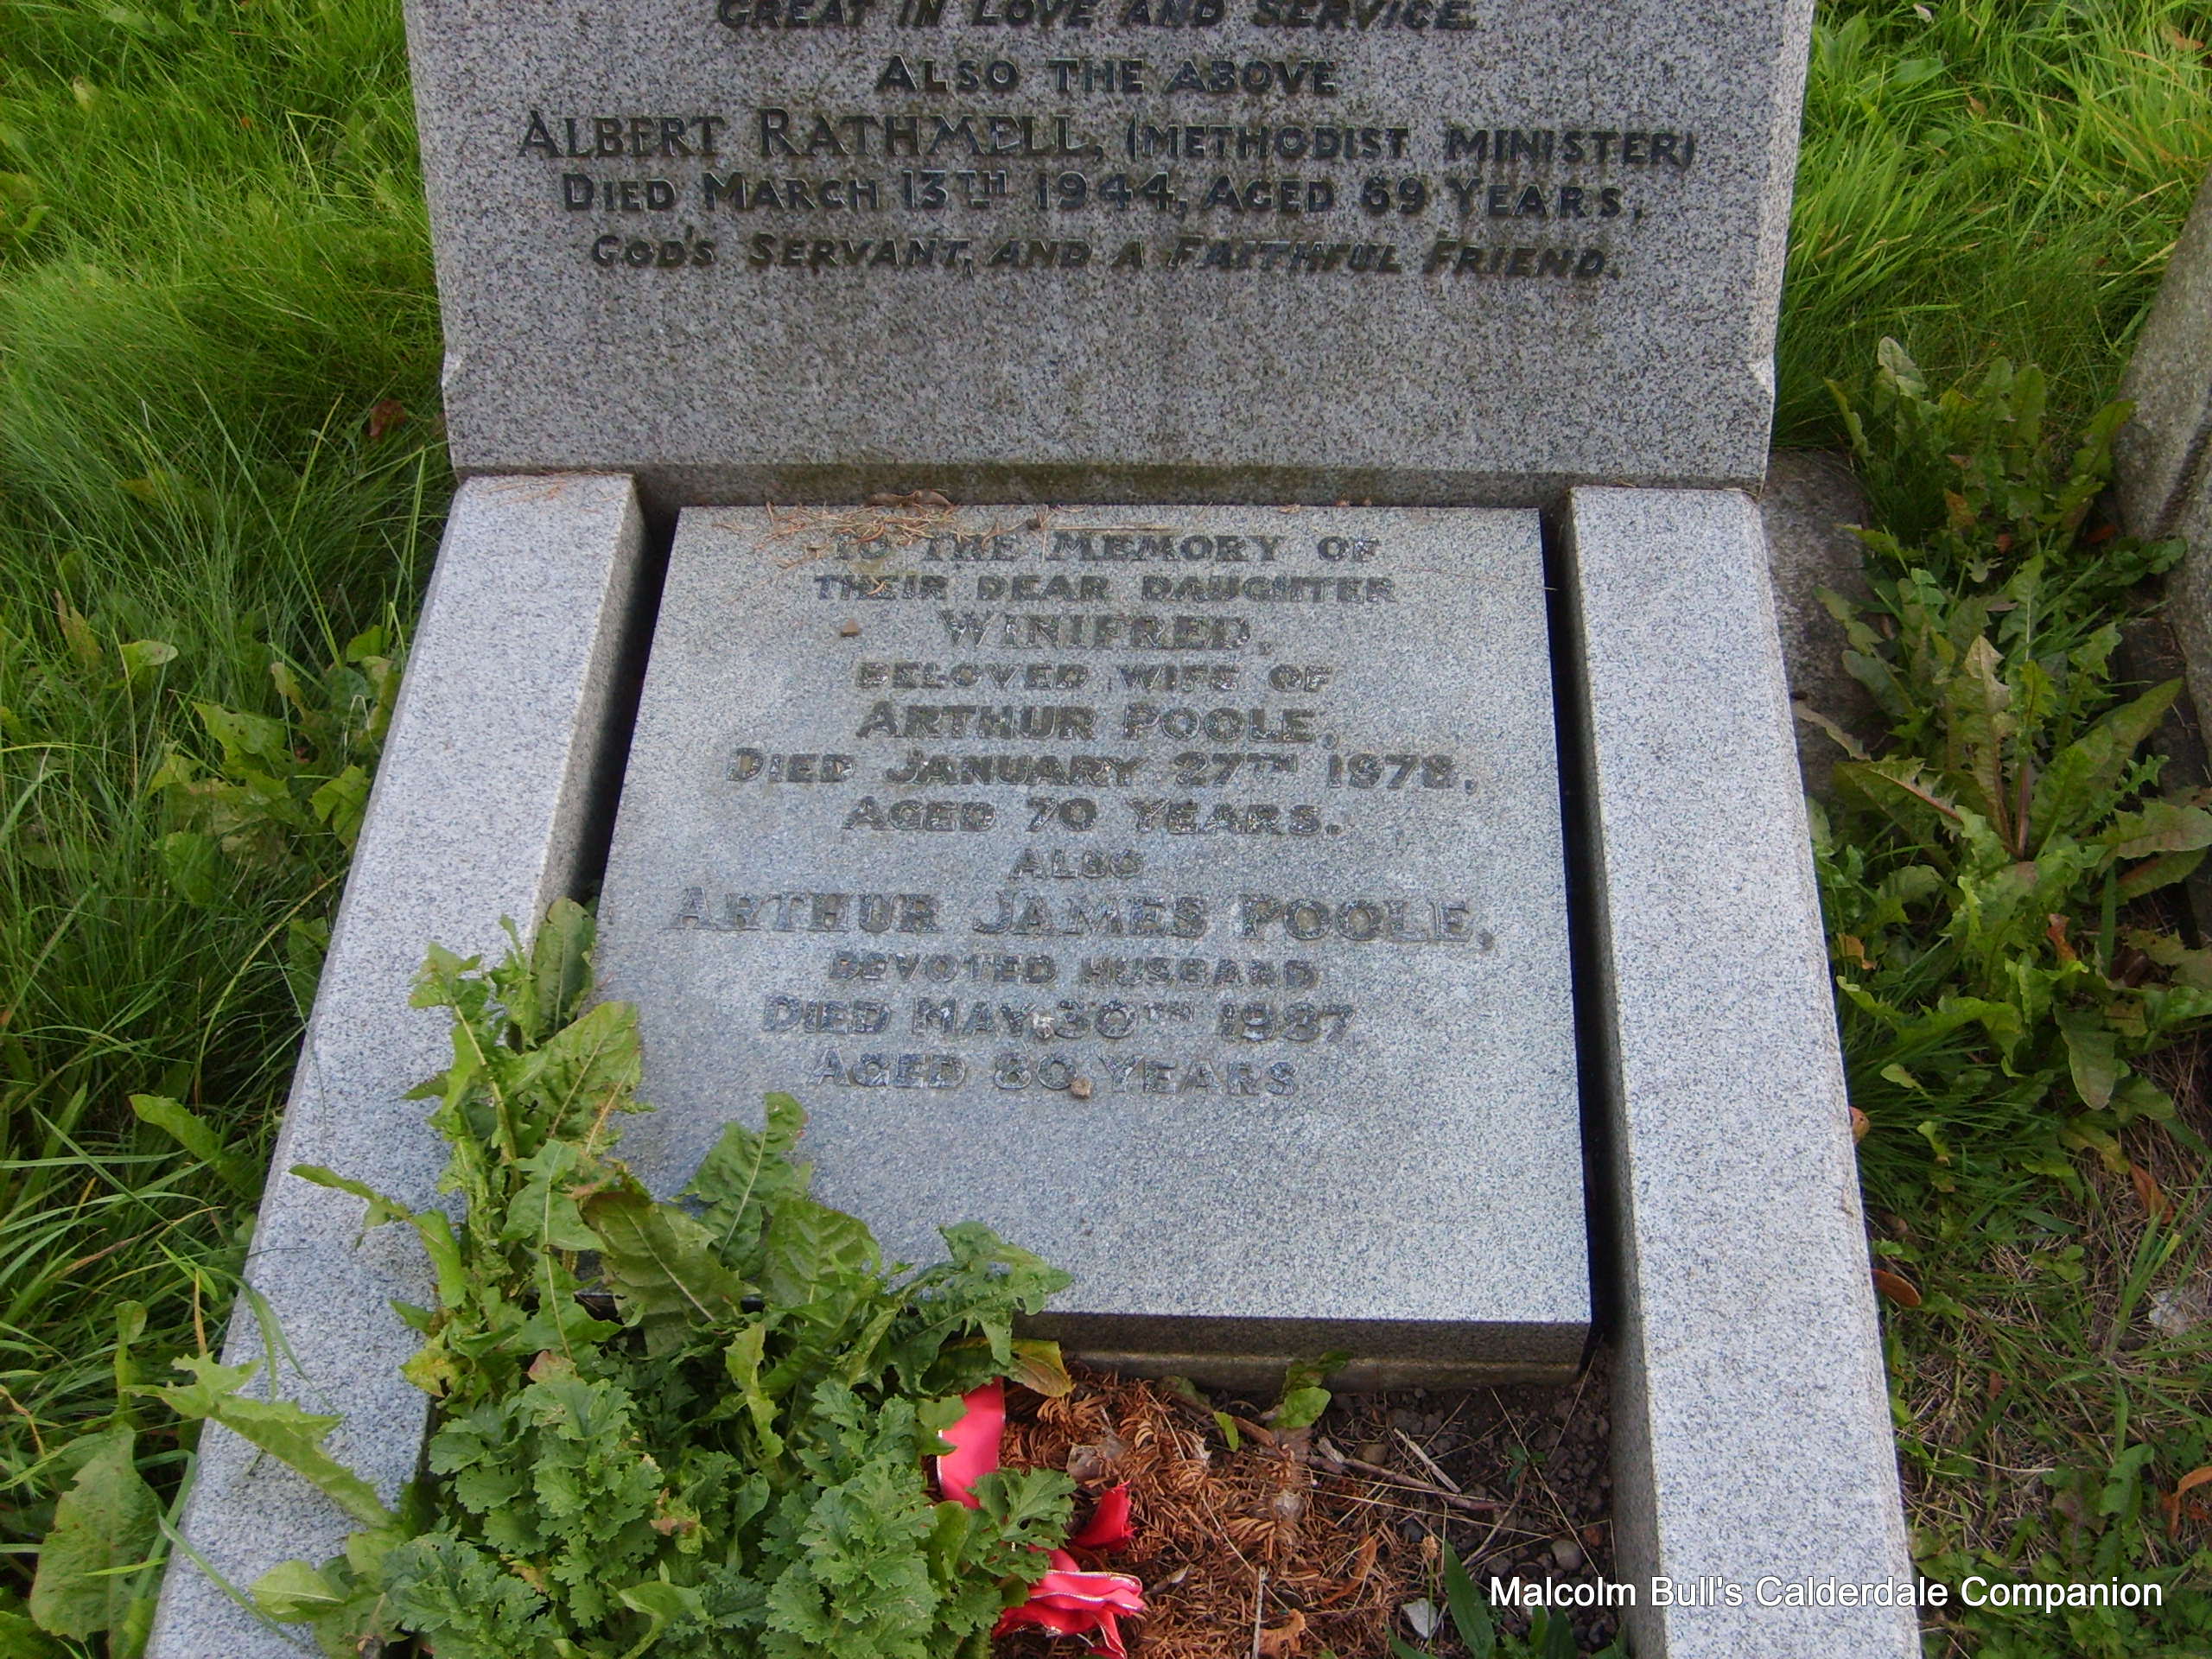 GREAT IN LOVE AND SERVICE.
ALSO THE ABOVE
ALBERT RATHMELL, (METHODIST MINISTER)
DIED MARCH 13TH 1944, AGED 69 YEARS,
GOD'S SERVANT, AND A FAITHFUL FRIEND.
TO THE MEMORY OF
THEIR DEAR DAUGHTER
WINIFRED,
BELOVED WIFE OF
ARTHUR POOLE,
DIED JANUARY 27TH 1978,
AGED 70 YEARS.
ALSO
ARTHUR JAMES POOLE,
DEVOTED HUSBAND
DIED MAY 30TH 1987
AGED 80 YEARS
Malcolm Bull's Calderdale Companion